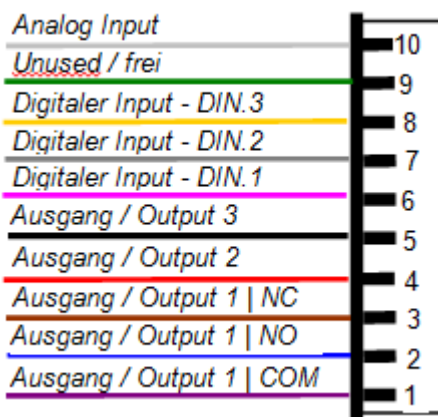 Analog Input
10
Unused / frei
9
Digitaler Input - DIN.3
8
Digitaler Input - DIN.2
7
Digitaler Input - DIN.1
6
Ausgang / Output 3
5
Ausgang / Output 2
4
Ausgang / Output 1 | NC
3
Ausgang / Output 1 | NO
2
Ausgang / Output 1 | COM
1